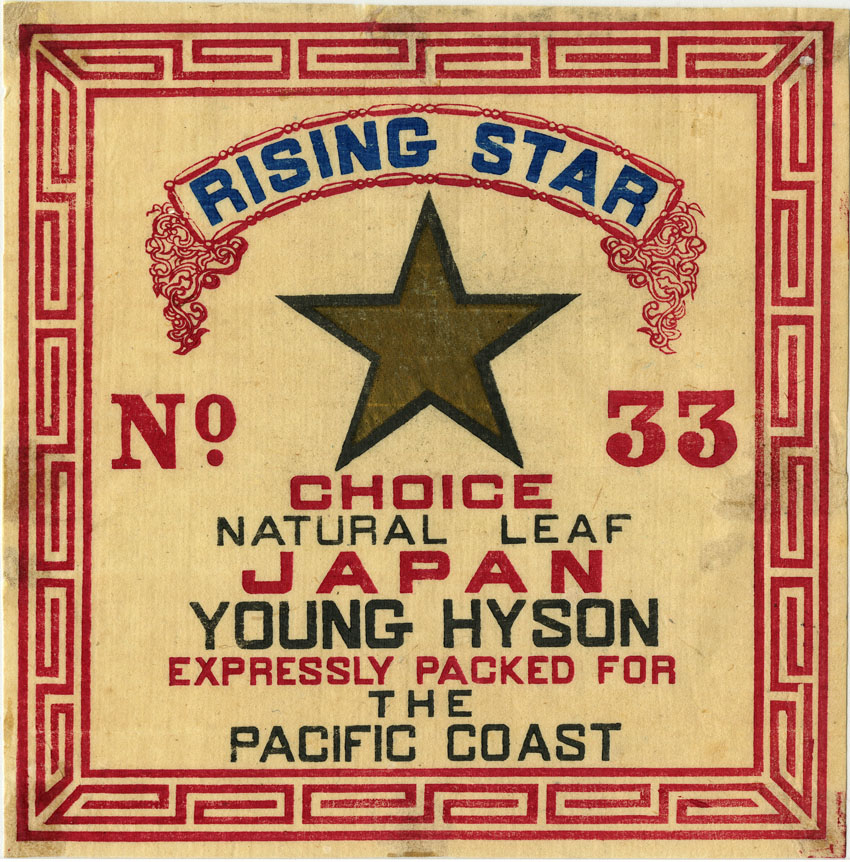 RISING STAR
No 33
CHOICE
NATURAL LEAF
JAPAN
YOUNG HYSON
EXPRESSLY PACKED FOR
THE
PACIFIC COAST